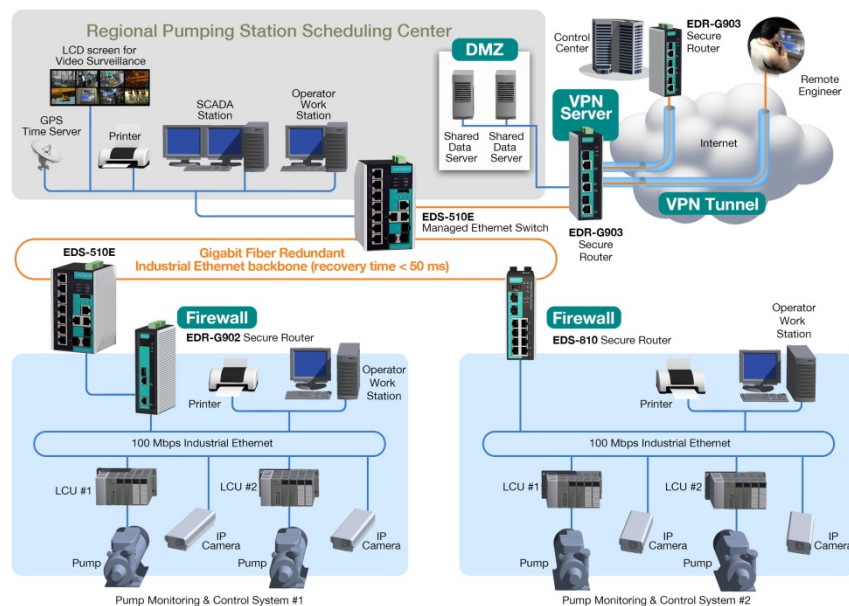 Regional Pumping Station Scheduling Center
LCD screen for
Video Surveillance
GPS
Time Server
Printer
SCADA
Station
Operator
Work
Station
DMZ
Shared
Data
Server
Shared
Data
Server
Control
Center
EDR-G903
Secure
Router
Remote
Engineer
VPN
Server
Internet
VPN Tunnel
EDS-510E
Managed Ethernet Switch
EDR-G903
Secure
Router
Gigabit Fiber Redundant
Industrial Ethernet backbone (recovery time < 50 ms)
EDS-510E
Firewall
EDR-G902 Secure Router
Printer
Operator
Work
Station
100 Mbps Industrial Ethernet
LCU #1
LCU #2
Pump
IP
Camera
Pump
IP
Camera
Pump Monitoring & Control System #1
Firewall
EDS-810 Secure Router
Operator
Work
Station
Printer
100 Mbps Industrial Ethernet
LCU #1
LCU #2
Pump
IP
Camera
Pump
IP
Camera
Pump Monitoring & Control System #2